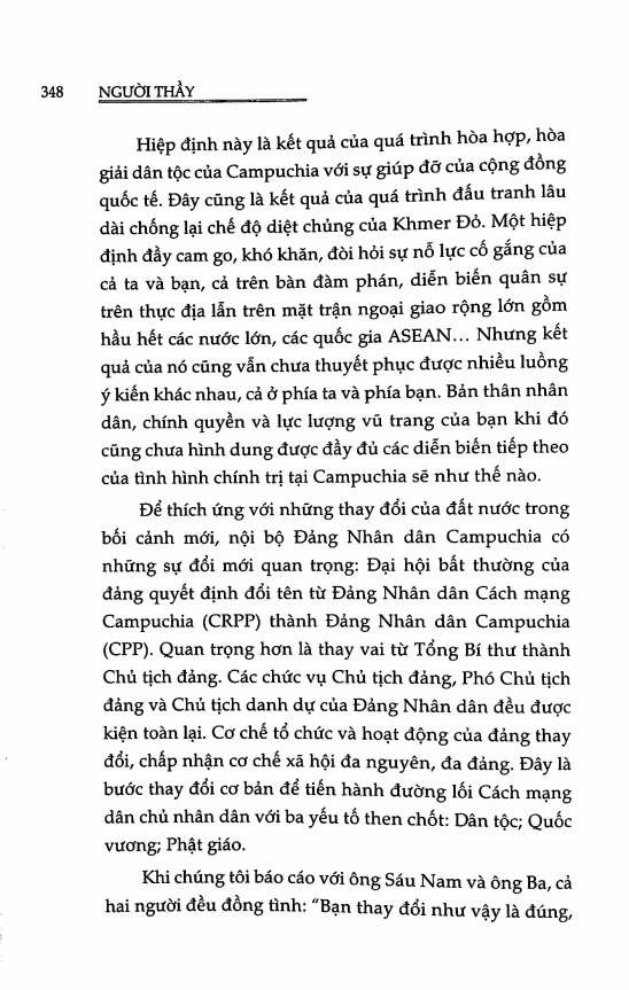 348 NGƯỜI THẦY
Hiệp định này là kết quả của quá trình hòa hợp, hòa
giải dân tộc của Campuchia với sự giúp đỡ của cộng đồng
quốc tế. Đây cũng là kết quả của quá trình đấu tranh lâu
dài chống lại chế độ diệt chủng của Khmer Đỏ. Một hiệp
định đầy cam go, khó khăn, đòi hỏi sự nỗ lực cố gắng của
cả ta và bạn, cả trên bàn đàm phán, diễn biến quân sự
trên thực địa lẫn trên mặt trận ngoại giao rộng lớn gồm
hầu hết các nước lớn, các quốc gia ASEAN... Nhưng kết
quả của nó cũng vẫn chưa thuyết phục được nhiều luồng
ý kiến khác nhau, cả ở phía ta và phía bạn. Bản thân nhân
dân, chính quyền và lực lượng vũ trang của bạn khi đó
cũng chưa hình dung được đầy đủ các diễn biến tiếp theo
của tình hình chính trị tại Campuchia sẽ như thế nào.
Để thích ứng với những thay đổi của đất nước trong
bối cảnh mới, nội bộ Đảng Nhân dân Campuchia có
những sự đổi mới quan trọng: Đại hội bất thường của
đảng quyết định đổi tên từ Đảng Nhân dân Cách mạng
Campuchia (CRPP) thành Đảng Nhân dân Campuchia
(CPP). Quan trọng hơn là thay vai từ Tổng Bí thư thành
Chủ tịch đảng. Các chức vụ Chủ tịch đảng, Phó Chủ tịch
đảng và Chủ tịch danh dự của Đảng Nhân dân đều được
kiện toàn lại. Cơ chế tổ chức và hoạt động của đảng thay
đổi, chấp nhận cơ chế xã hội đa nguyên, đa đảng. Đây là
bước thay đổi cơ bản để tiến hành đường lối Cách mạng
dân chủ nhân dân với ba yếu tố then chốt: Dân tộc; Quốc
vương; Phật giáo.
Khi chúng tôi báo cáo với ông Sáu Nam và ông Ba, cả
hai người đều đồng tình: "Bạn thay đổi như vậy là đúng,